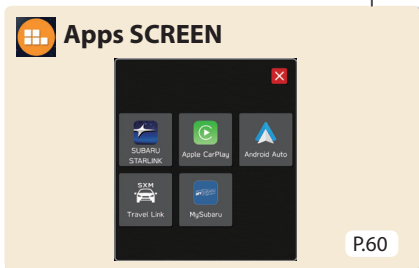 Apps SCREEN
SUBARU
STARLINK
Apple CarPlay
Android Auto
SXM
Travel Link
MySubaru
P.60